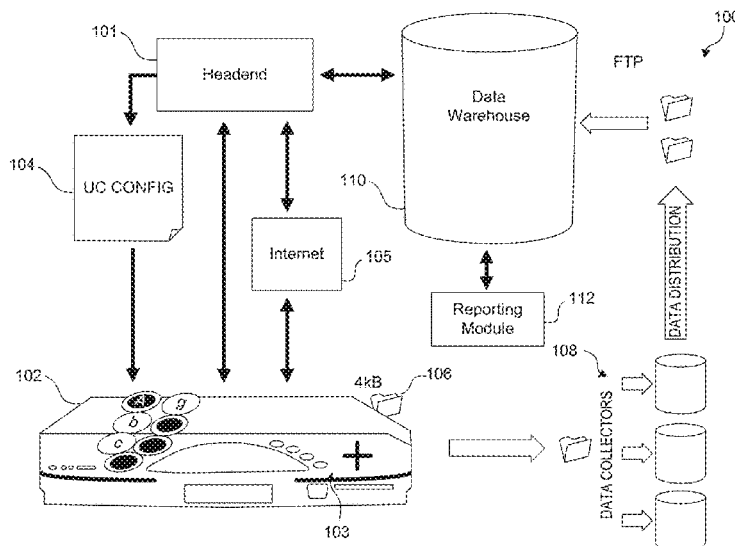 100
101
Headend
FTP
Data
Warehouse
104
UC CONFIG
110
Internet
105
Reporting
Module
112
DATA DISTRIBUTION
102
4kB
106
108
g
b
c
DATA COLLECTORS
103